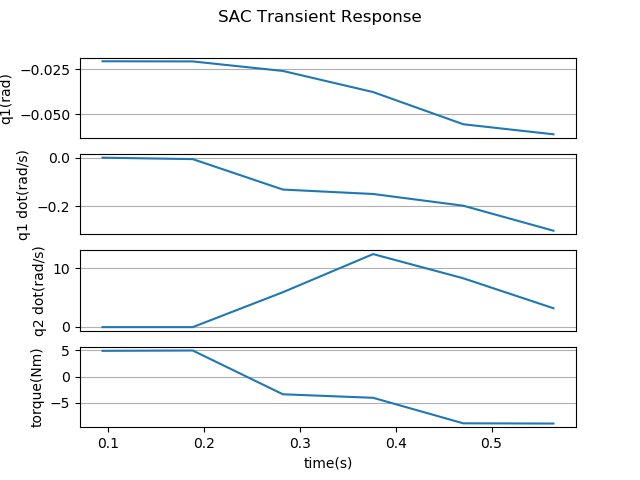 SAC Transient Response
q1(rad)
−0.025
−0.050
q1 dot(rad/s)
0.0
−0.2
q2 dot(rad/s)
10
0
torque(Nm)
5
0
−5
0.1 0.2 0.3 0.4 0.5
time(s)